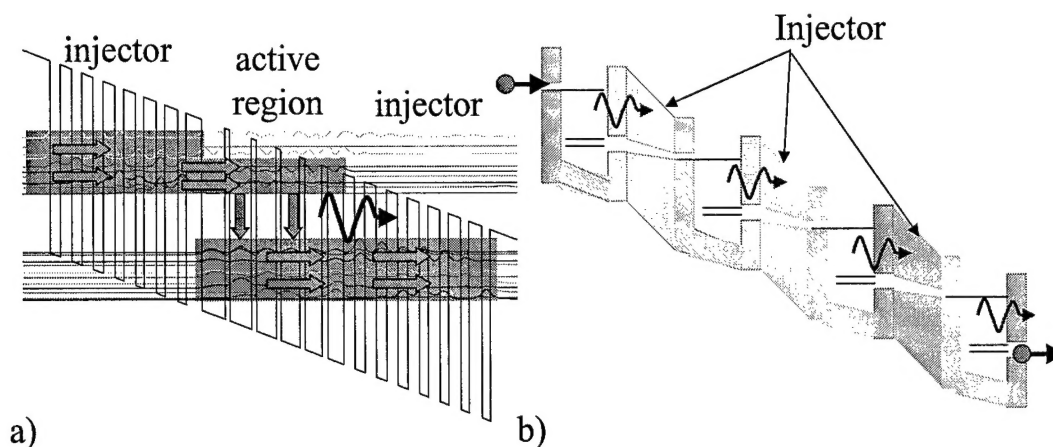 injector
active
region
injector
a)
Injector
b)